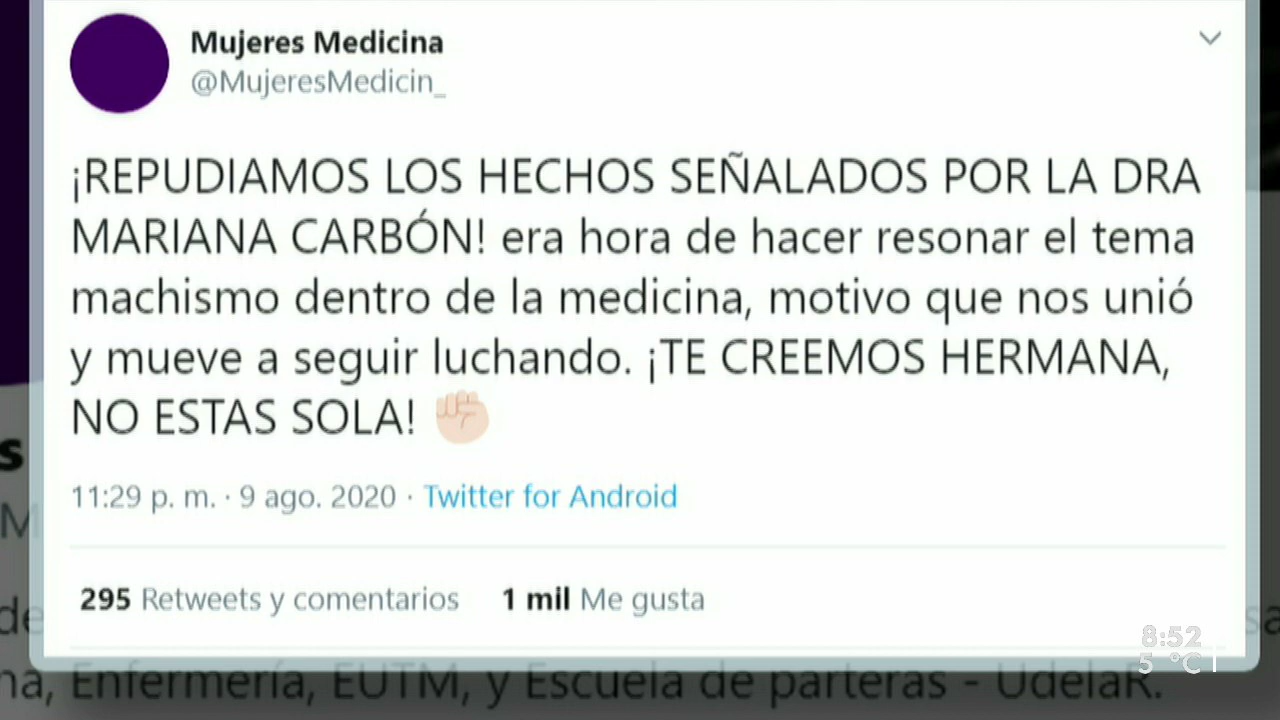 Mujeres Medicina
@MujeresMedicin_
¡REPUDIAMOS LOS HECHOS SEÑALADOS POR LA DRA
MARIANA CARBÓN! era hora de hacer resonar el tema
machismo dentro de la medicina, motivo que nos unió
y mueve a seguir luchando. ¡TE CREEMOS HERMANA,
NO ESTAS SOLA! ✊🏻
11:29 p. m. · 9 ago. 2020 · Twitter for Android
295 Retweets y comentarios 1 mil Me gusta
8:52
5 °C
Enfermería, EUTM, y Escuela de parteras - UdelaR.